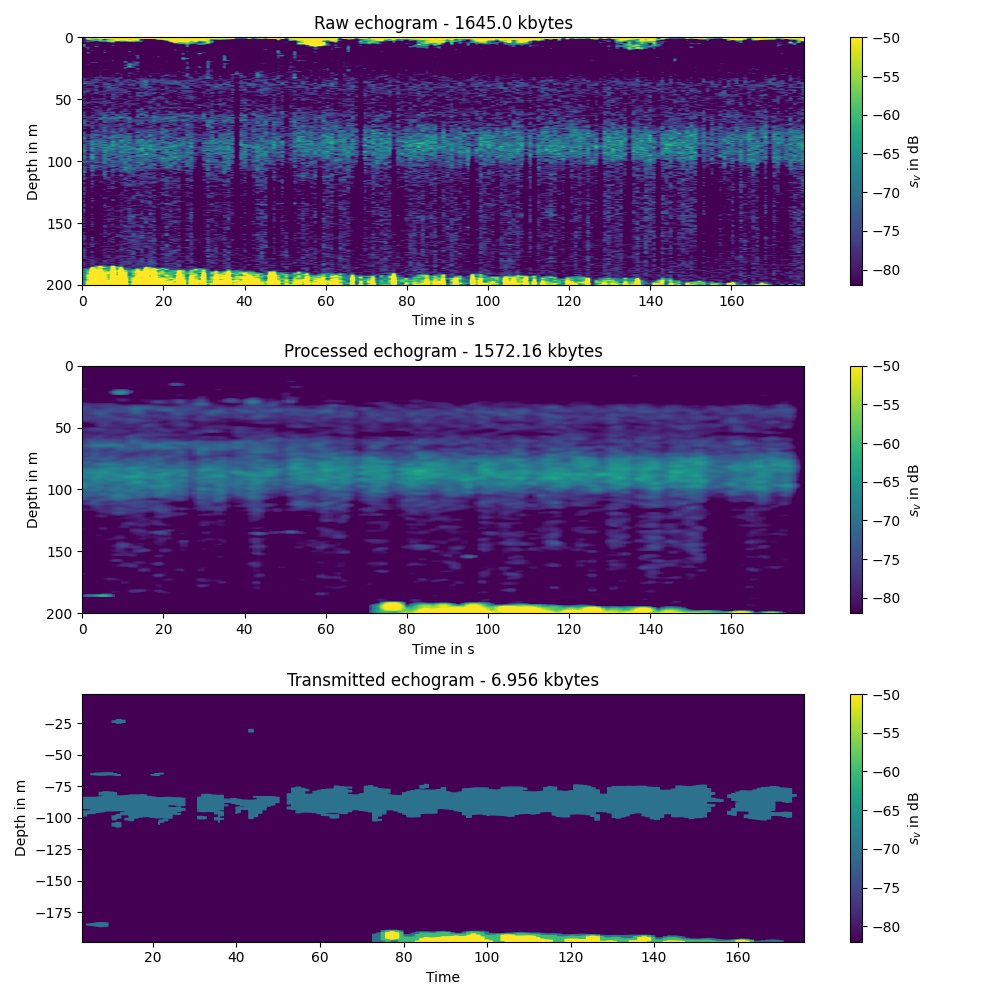 Raw echogram - 1645.0 kbytes
0
50
100
150
200
Depth in m
0 20 40 60 80 100 120 140 160
Time in s
−50
−55
−60
−65
−70
−75
−80
sv in dB
Processed echogram - 1572.16 kbytes
0
50
100
150
200
Depth in m
0 20 40 60 80 100 120 140 160
Time in s
−50
−55
−60
−65
−70
−75
−80
sv in dB
Transmitted echogram - 6.956 kbytes
−25
−50
−75
−100
−125
−150
−175
Depth in m
20 40 60 80 100 120 140 160
Time
−50
−55
−60
−65
−70
−75
−80
sv in dB